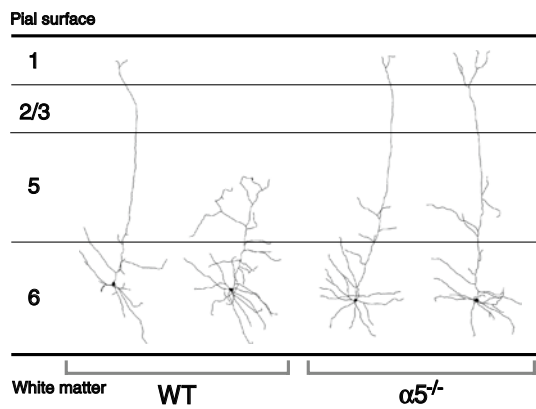 Pial surface
1
2/3
5
6
White matter
WT
α5-/-